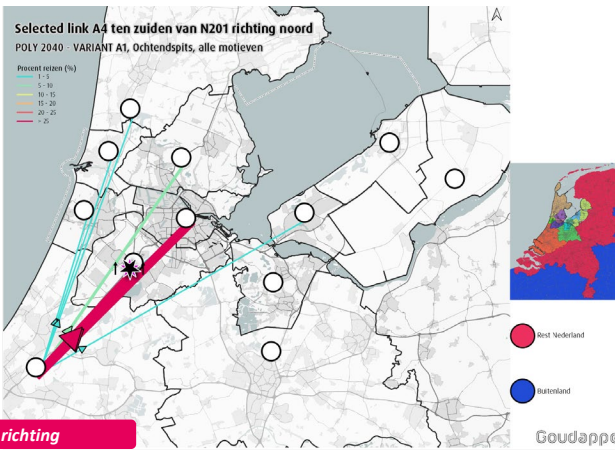 Selected link A4 ten zuiden van N201 richting noord
POLY 2040 - VARIANT A1, Ochtendspits, alle motieven
Procent reizen (%)
1 - 5
5 - 10
10 - 15
15 - 20
20 - 25
> 25
Rest Nederland
Buitenland
richting
Goudappe